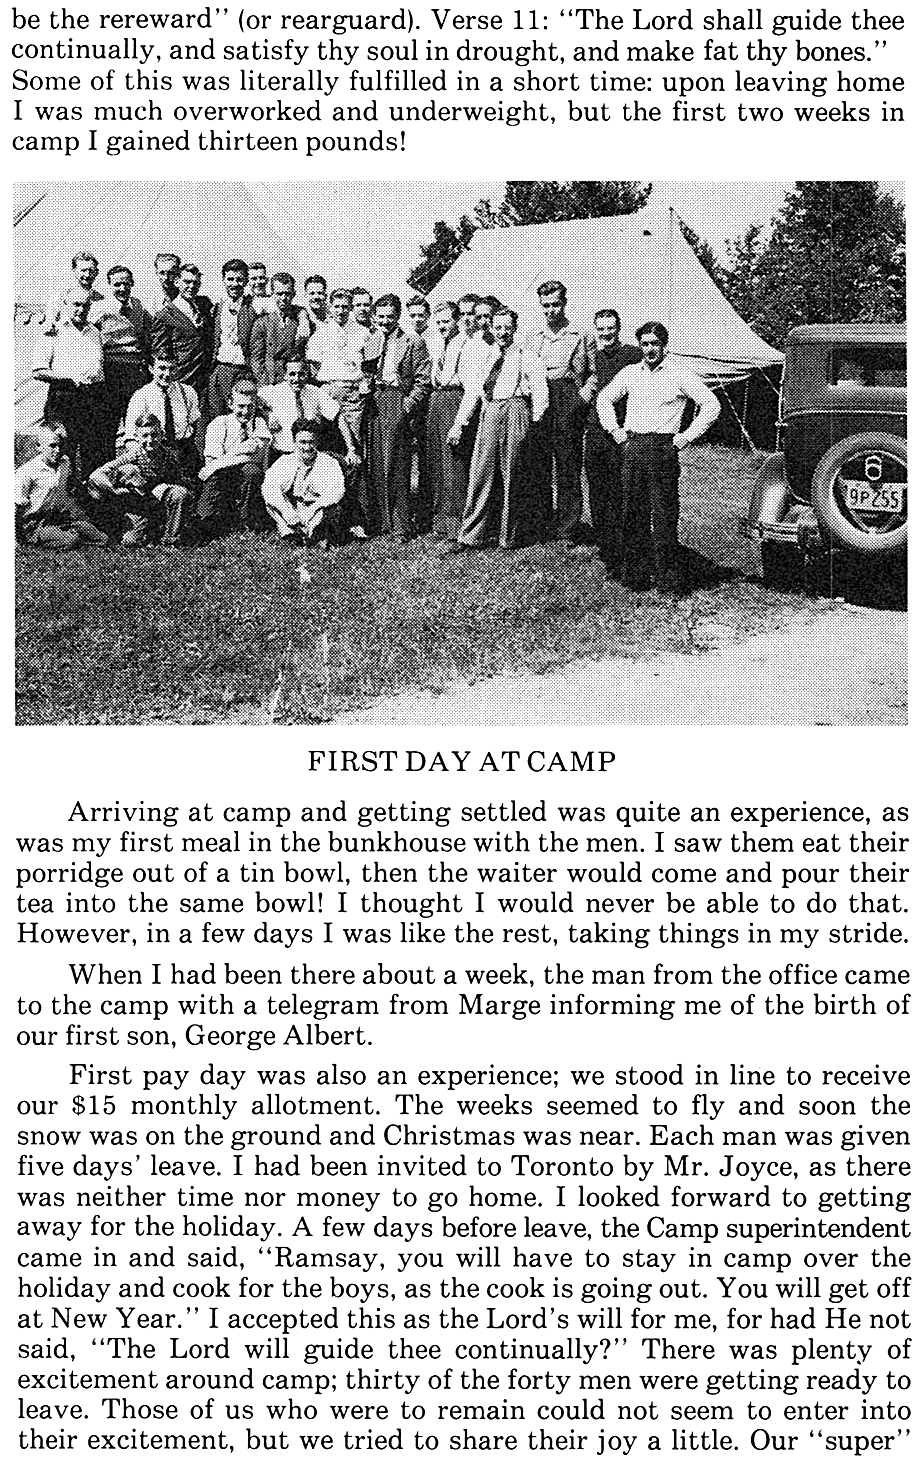 be the rereward” (or rearguard). Verse 11: “The Lord shall guide thee
continually, and satisfy thy soul in drought, and make fat thy bones.”
Some of this was literally fulfilled in a short time: upon leaving home
I was much overworked and underweight, but the first two weeks in
camp I gained thirteen pounds!
6
9P255
FIRST DAY AT CAMP
Arriving at camp and getting settled was quite an experience, as
was my first meal in the bunkhouse with the men. I saw them eat their
porridge out of a tin bowl, then the waiter would come and pour their
tea into the same bowl! I thought I would never be able to do that.
However, in a few days I was like the rest, taking things in my stride.
When I had been there about a week, the man from the office came
to the camp with a telegram from Marge informing me of the birth of
our first son, George Albert.
First pay day was also an experience; we stood in line to receive
our $15 monthly allotment. The weeks seemed to fly and soon the
snow was on the ground and Christmas was near. Each man was given
five days’ leave. I had been invited to Toronto by Mr. Joyce, as there
was neither time nor money to go home. I looked forward to getting
away for the holiday. A few days before leave, the Camp superintendent
came in and said, “Ramsay, you will have to stay in camp over the
holiday and cook for the boys, as the cook is going out. You will get off
at New Year.” I accepted this as the Lord’s will for me, for had He not
said, “The Lord will guide thee continually?” There was plenty of
excitement around camp; thirty of the forty men were getting ready to
leave. Those of us who were to remain could not seem to enter into
their excitement, but we tried to share their joy a little. Our “super”